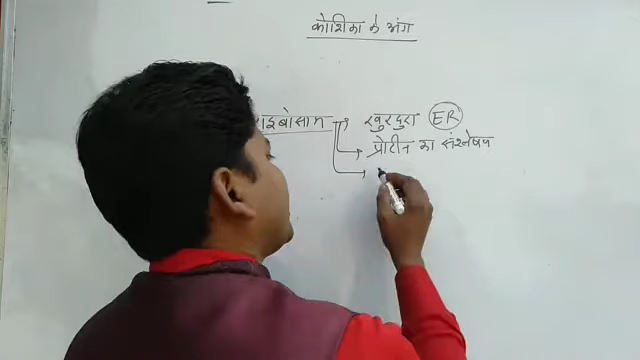 कोशिका के अंग
राइबोसोम → खुरदुरा ER
प्रोटीन का संश्लेषण